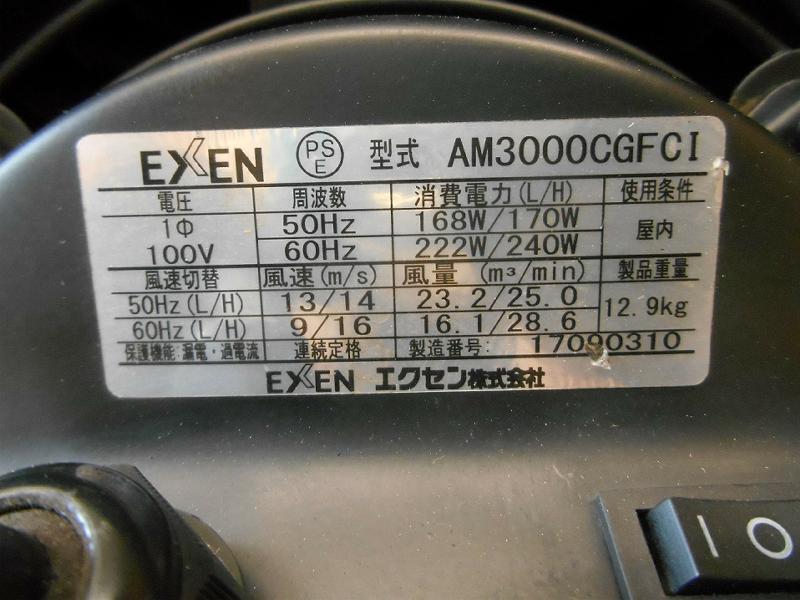 EXEN PSE 型式 AM3000CGFCI
電圧 周波数 消費電力(L/H) 使用条件
1Φ 50Hz 168W/170W 屋内
100V 60Hz 222W/240W
風速切替 風速(m/s) 風量 (m³/min) 製品重量
50Hz(L/H) 13/14 23.2/25.0 12.9kg
60Hz(L/H) 9/16 16.1/28.6
保護機能:漏電・過電流 連続定格 製造番号: 17090310
EXEN エクセン株式会社
| O